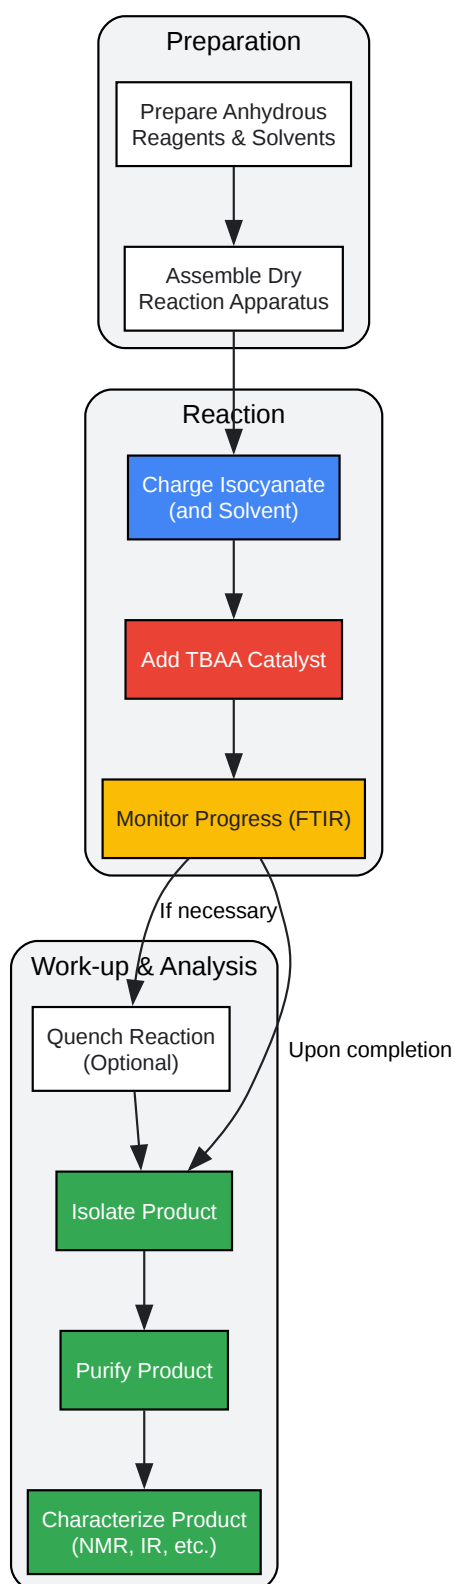 Preparation
Prepare Anhydrous
Reagents & Solvents
Assemble Dry
Reaction Apparatus
Reaction
Charge Isocyanate
(and Solvent)
Add TBAA Catalyst
Monitor Progress (FTIR)
If necessary
Work-up & Analysis
Quench Reaction
(Optional)
Upon completion
Isolate Product
Purify Product
Characterize Product
(NMR, IR, etc.)